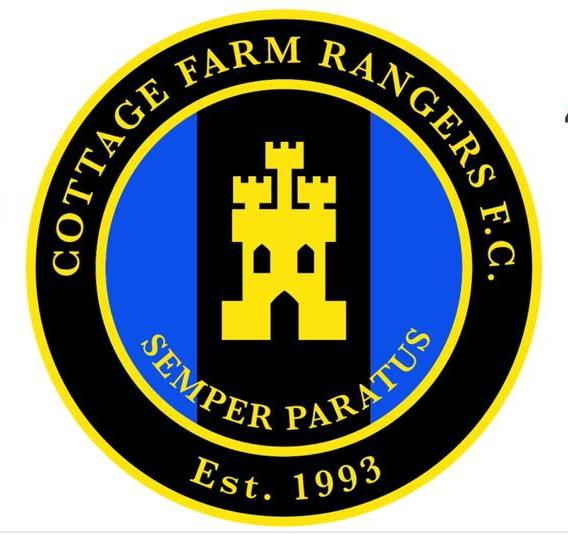 COTTAGE FARM RANGERS F.C.
SEMPER PARATUS
Est. 1993